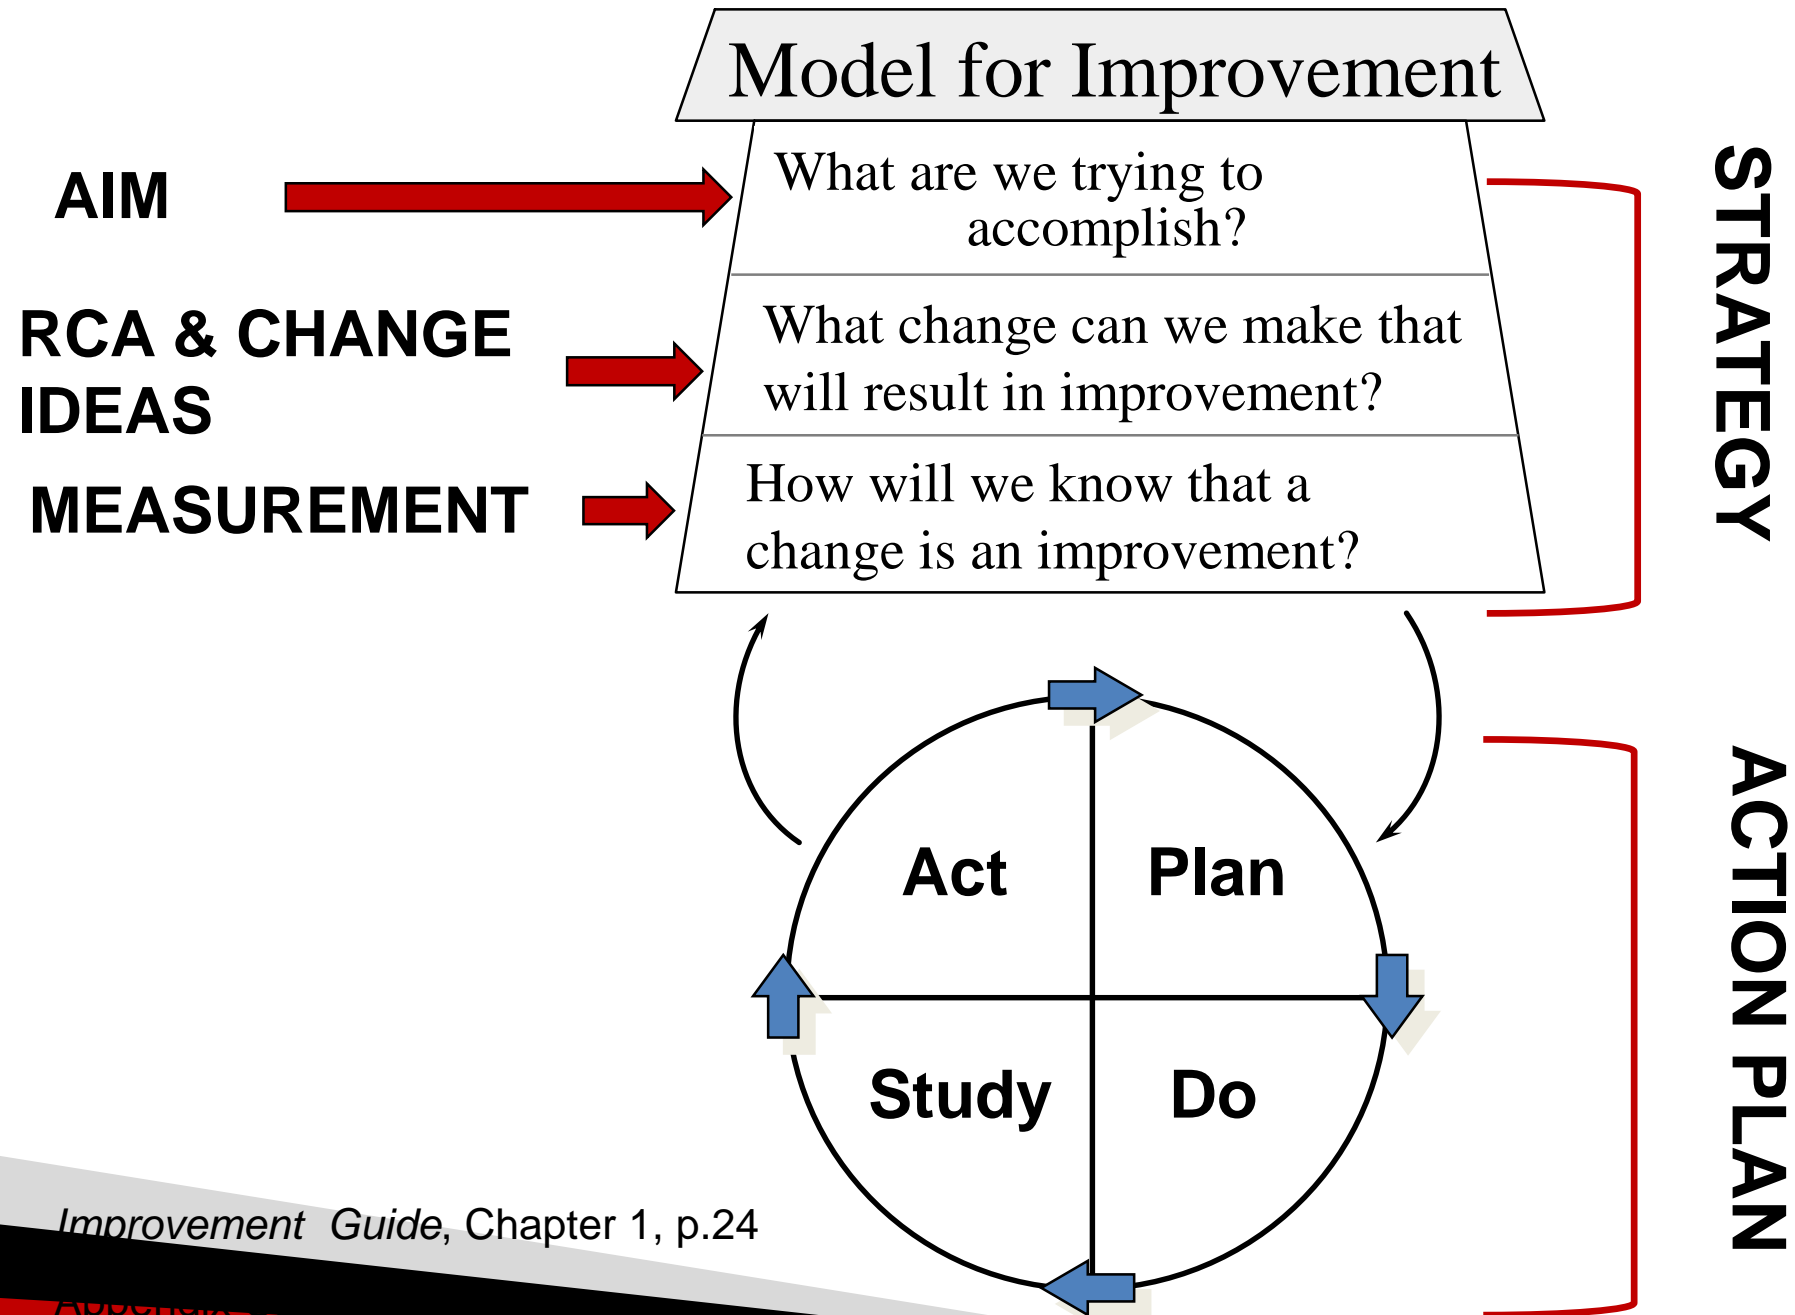 Model for Improvement
AIM
What are we trying to
accomplish?
RCA & CHANGE
IDEAS
What change can we make that
will result in improvement?
MEASUREMENT
How will we know that a
change is an improvement?
STRATEGY
Act
Plan
Study
Do
ACTION PLAN
Improvement Guide, Chapter 1, p.24